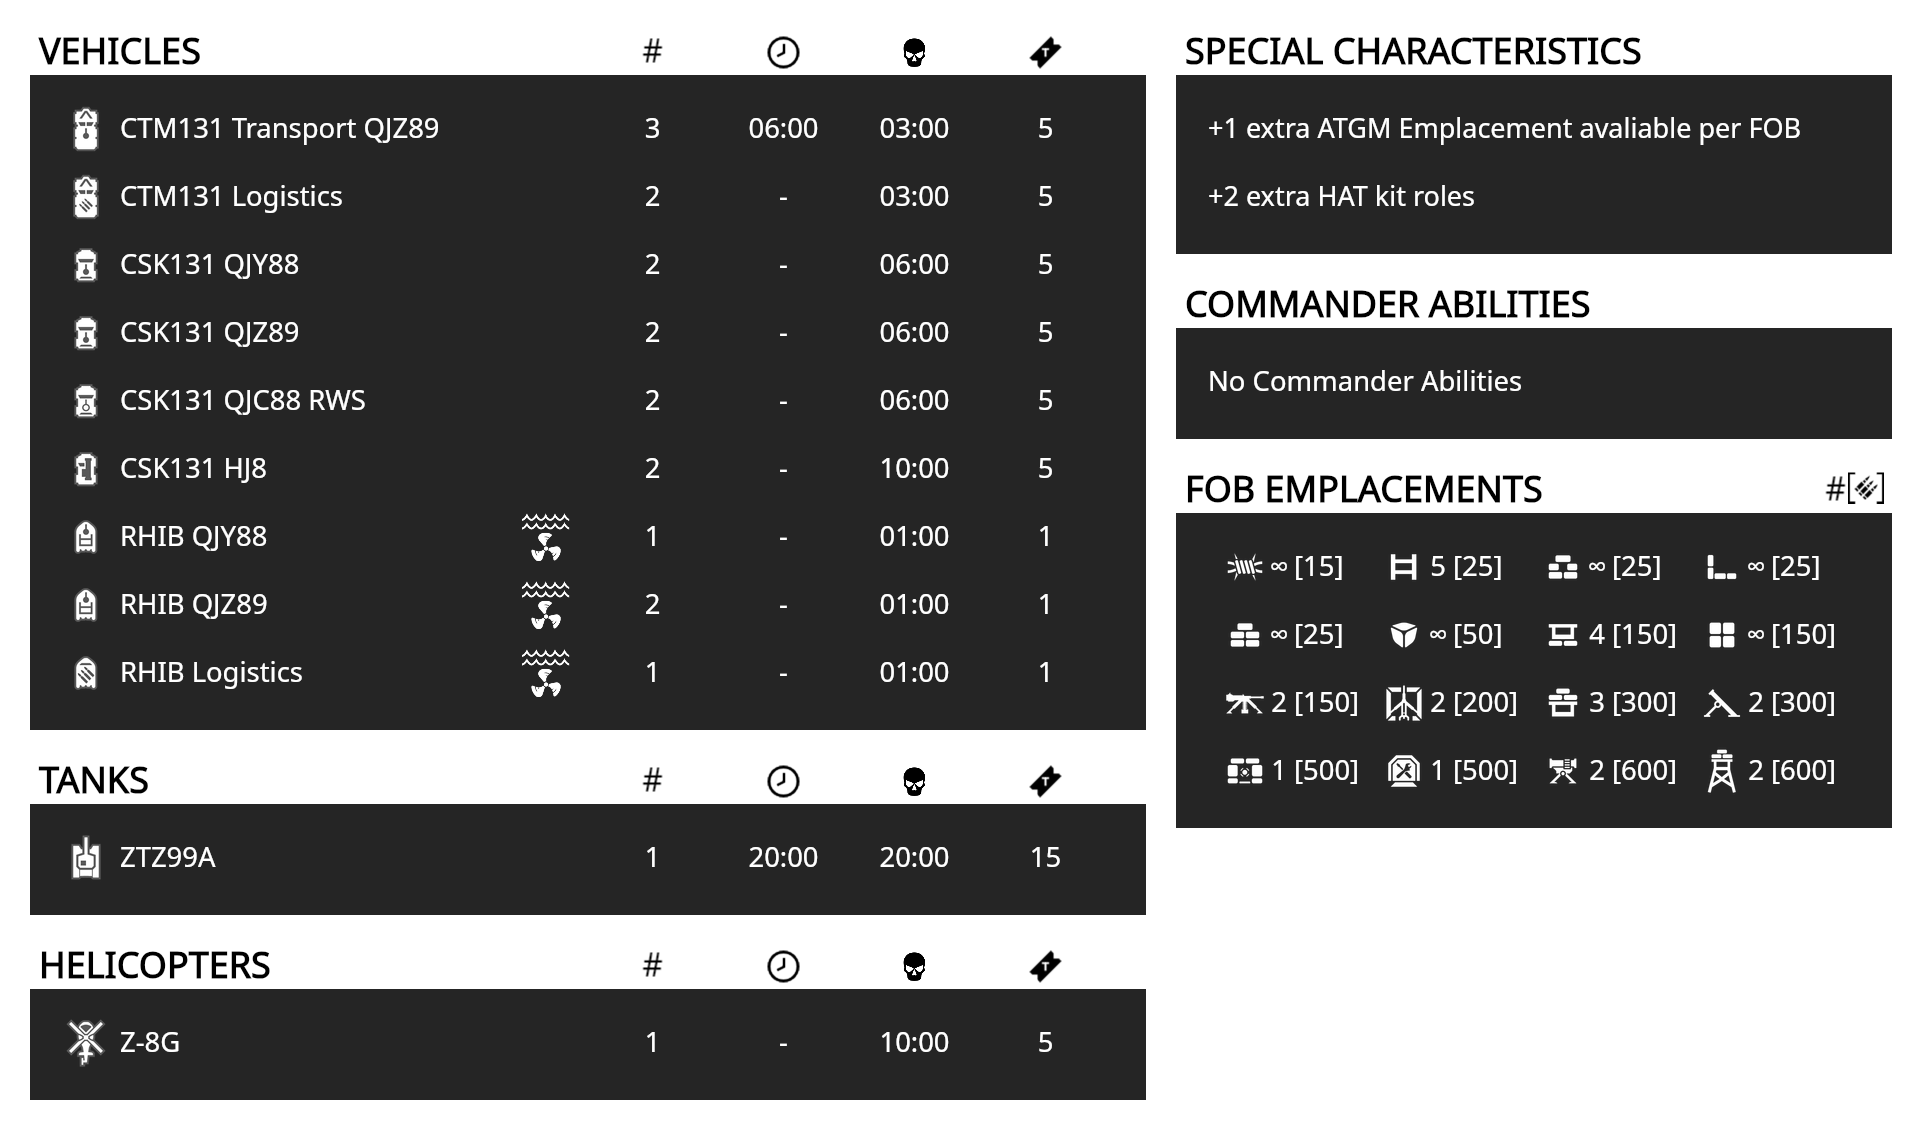 VEHICLES #
CTM131 Transport QJZ89 3 06:00 03:00 5
CTM131 Logistics 2 - 03:00 5
CSK131 QJY88 2 - 06:00 5
CSK131 QJZ89 2 - 06:00 5
CSK131 QJC88 RWS 2 - 06:00 5
CSK131 HJ8 2 - 10:00 5
RHIB QJY88 1 - 01:00 1
RHIB QJZ89 2 - 01:00 1
RHIB Logistics 1 - 01:00 1
TANKS #
ZTZ99A 1 20:00 20:00 15
HELICOPTERS #
Z-8G 1 - 10:00 5
SPECIAL CHARACTERISTICS
+1 extra ATGM Emplacement avaliable per FOB
+2 extra HAT kit roles
COMMANDER ABILITIES
No Commander Abilities
FOB EMPLACEMENTS #[]
∞ [15] 5 [25] ∞ [25] ∞ [25]
∞ [25] ∞ [50] 4 [150] ∞ [150]
2 [150] 2 [200] 3 [300] 2 [300]
1 [500] 1 [500] 2 [600] 2 [600]